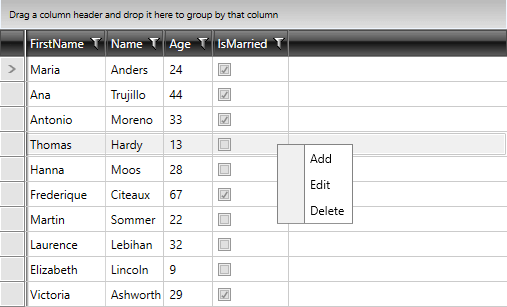 Drag a column header and drop it here to group by that column
FirstName Name Age IsMarried
Maria Anders 24
Ana Trujillo 44
Antonio Moreno 33
Thomas Hardy 13
Add
Hanna Moos 28
Edit
Frederique Citeaux 67
Delete
Martin Sommer 22
Laurence Lebihan 32
Elizabeth Lincoln 9
Victoria Ashworth 29